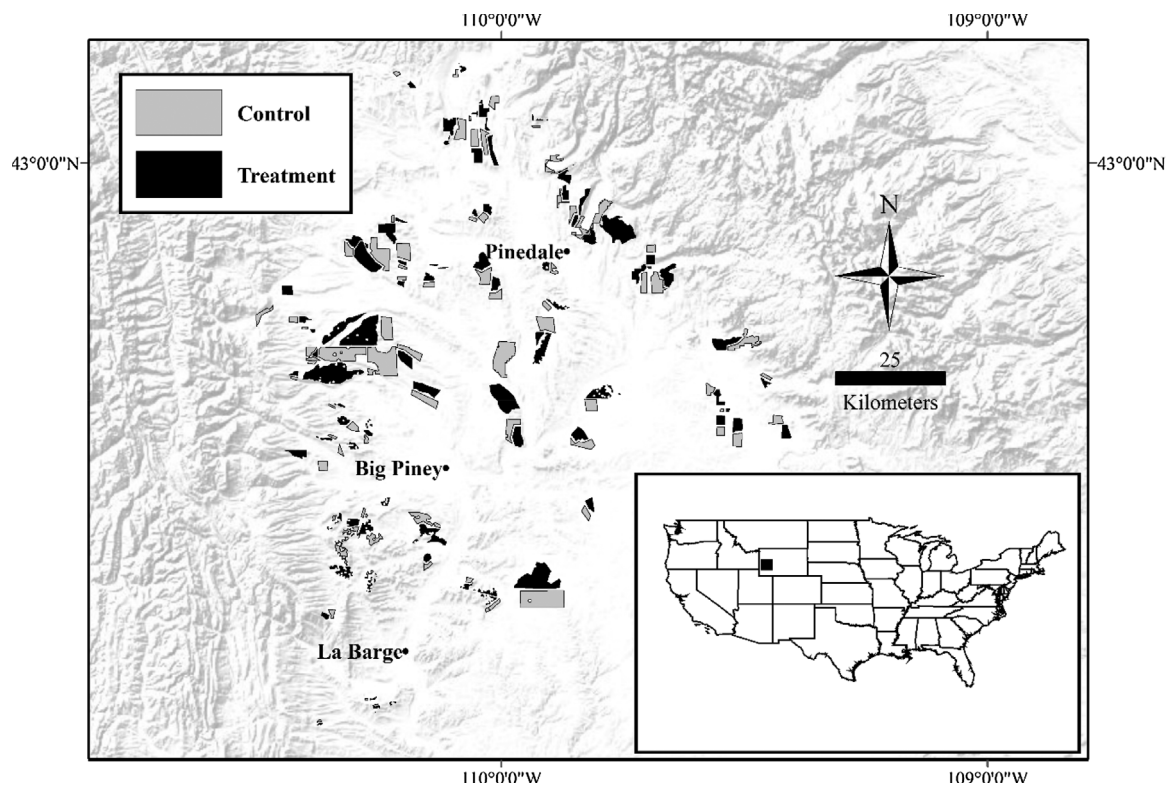 110°0'0"W
109°0'0"W
Control
Treatment
43°0'0"N
43°0'0"N
N
Pinedale
25
Kilometers
Big Piney
La Barge
110°0'0"W
109°0'0"W